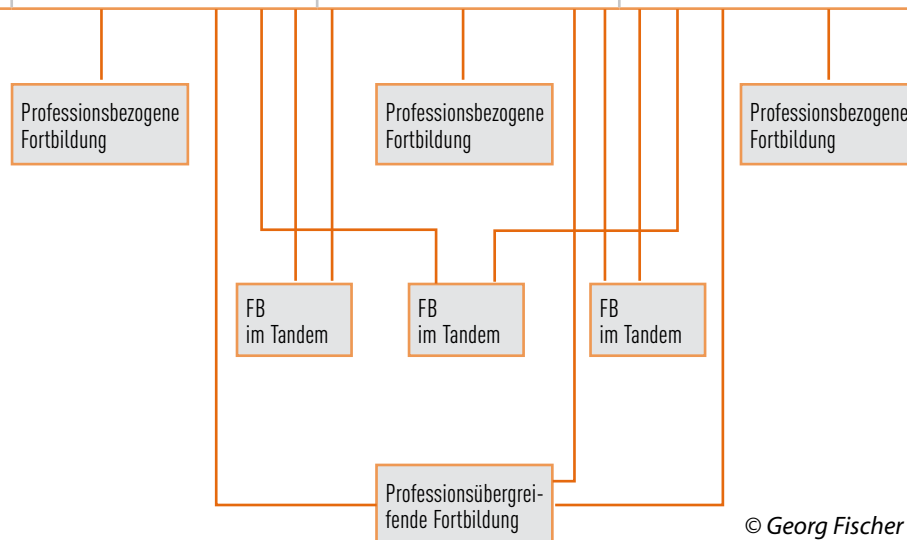 Professionsbezogene
Fortbildung
Professionsbezogene
Fortbildung
Professionsbezogene
Fortbildung
FB
im Tandem
FB
im Tandem
FB
im Tandem
Professionsübergrei-
fende Fortbildung
© Georg Fischer